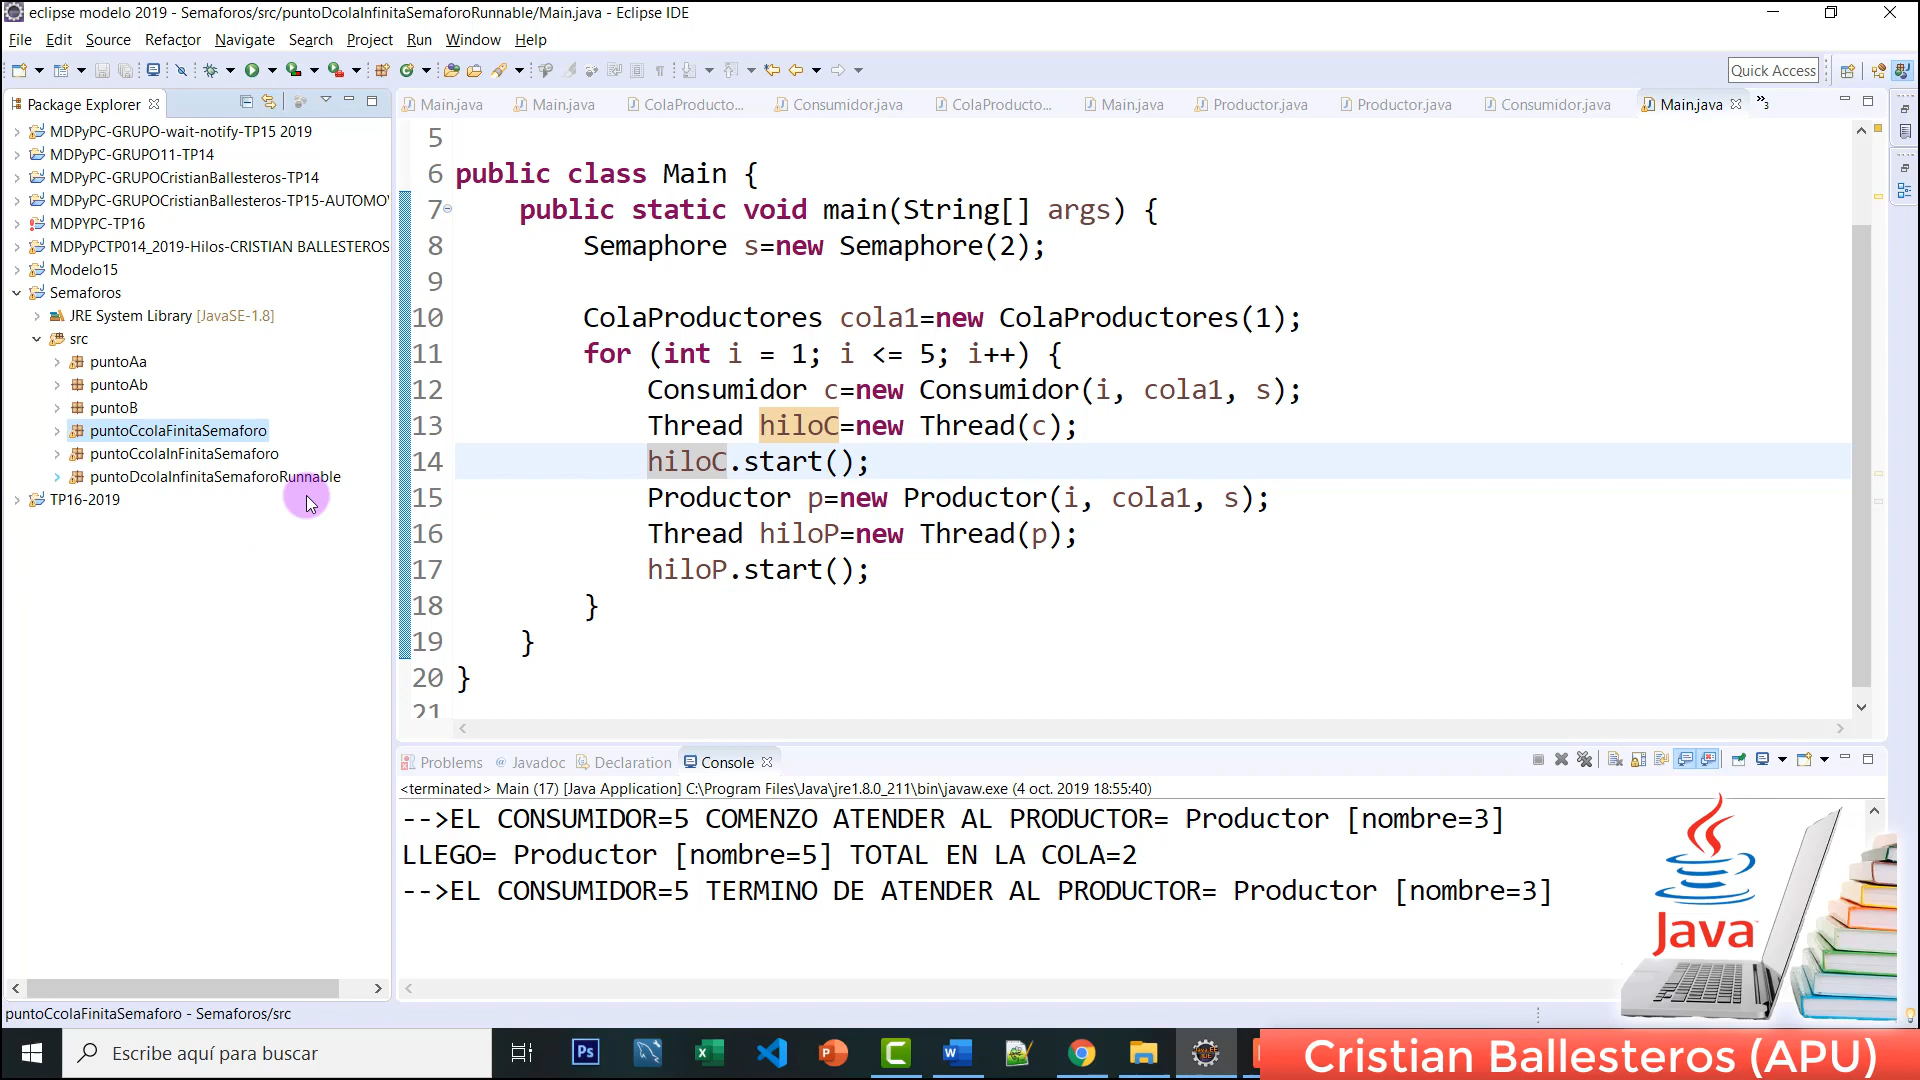 eclipse modelo 2019 - Semaforos/src/puntoDcolaInfinitaSemaforoRunnable/Main.java - Eclipse IDE
File Edit Source Refactor Navigate Search Project Run Window Help
Quick Access
Package Explorer
Main.java Main.java ColaProducto... Consumidor.java ColaProducto... Main.java Productor.java Productor.java Consumidor.java Main.java »3
MDPyPC-GRUPO-wait-notify-TP15 2019
MDPyPC-GRUPO11-TP14
MDPyPC-GRUPOCristianBallesteros-TP14
MDPyPC-GRUPOCristianBallesteros-TP15-AUTOMOV
MDPYPC-TP16
MDPyPCTP014_2019-Hilos-CRISTIAN BALLESTEROS
Modelo15
Semaforos
JRE System Library [JavaSE-1.8]
src
puntoAa
puntoAb
puntoB
puntoCcolaFinitaSemaforo
puntoCcolaInFinitaSemaforo
puntoDcolaInfinitaSemaforoRunnable
TP16-2019
5
6 public class Main {
7 public static void main(String[] args) {
8 Semaphore s=new Semaphore(2);
9
10 ColaProductores cola1=new ColaProductores(1);
11 for (int i = 1; i <= 5; i++) {
12 Consumidor c=new Consumidor(i, cola1, s);
13 Thread hiloC=new Thread(c);
14 hiloC.start();
15 Productor p=new Productor(i, cola1, s);
16 Thread hiloP=new Thread(p);
17 hiloP.start();
18 }
19 }
20 }
21
Problems @ Javadoc Declaration Console
<terminated> Main (17) [Java Application] C:\Program Files\Java\jre1.8.0_211\bin\javaw.exe (4 oct. 2019 18:55:40)
-->EL CONSUMIDOR=5 COMENZO ATENDER AL PRODUCTOR= Productor [nombre=3]
LLEGO= Productor [nombre=5] TOTAL EN LA COLA=2
-->EL CONSUMIDOR=5 TERMINO DE ATENDER AL PRODUCTOR= Productor [nombre=3]
Java
puntoCcolaFinitaSemaforo - Semaforos/src
Escribe aquí para buscar
Ps
Cristian Ballesteros (APU)